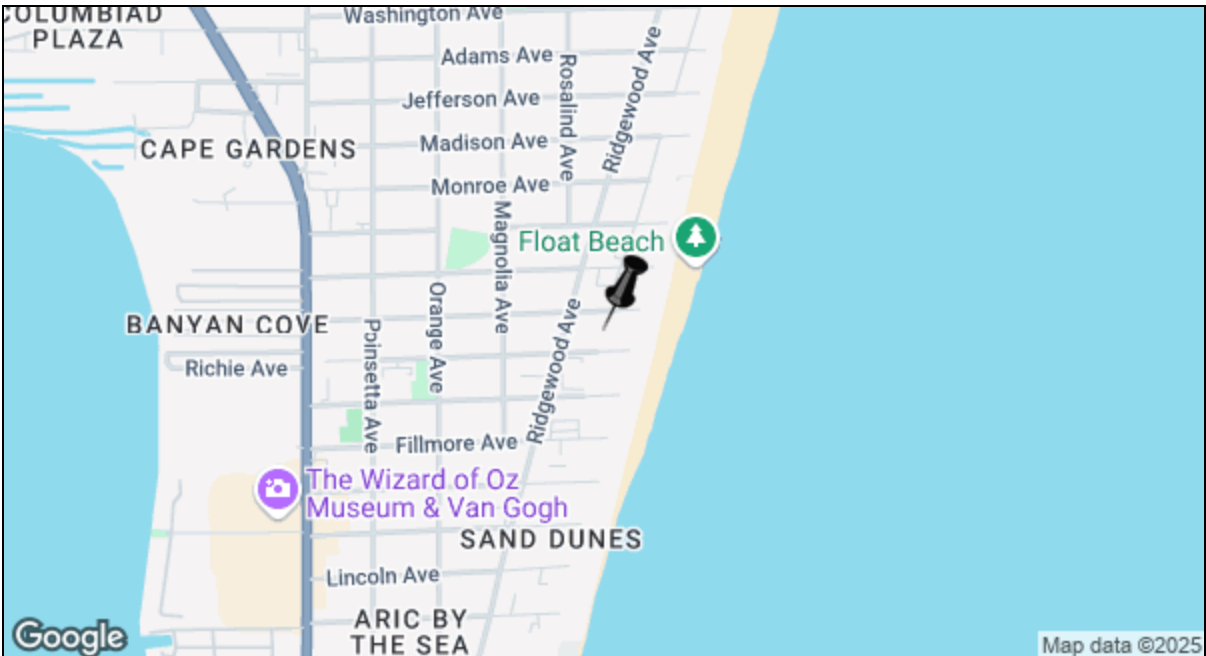 COLUMBIAD
PLAZA
Washington Ave
Adams Ave
Rosalind Ave
Ridgewood Ave
Jefferson Ave
Madison Ave
CAPE GARDENS
Monroe Ave
Magnolia Ave
Float Beach
Orange Ave
Ridgewood Ave
BANYAN COVE
Poinsetta Ave
Richie Ave
Fillmore Ave
The Wizard of Oz
Museum & Van Gogh
SAND DUNES
Lincoln Ave
ARIC BY
THE SEA
Google
Map data ©2025